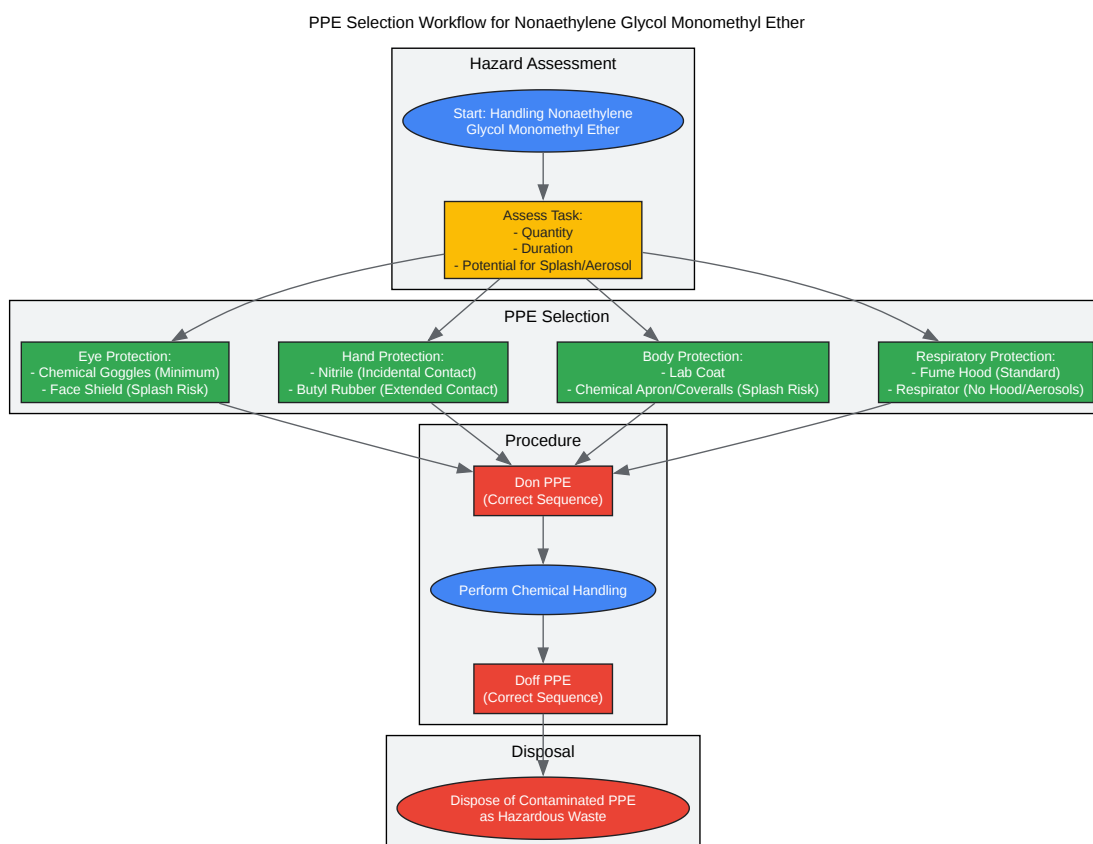 PPE Selection Workflow for Nonaethylene Glycol Monomethyl Ether
Hazard Assessment
Start: Handling Nonaethylene
Glycol Monomethyl Ether
Assess Task:
- Quantity
- Duration
- Potential for Splash/Aerosol
PPE Selection
Eye Protection:
- Chemical Goggles (Minimum)
- Face Shield (Splash Risk)
Hand Protection:
- Nitrile (Incidental Contact)
- Butyl Rubber (Extended Contact)
Body Protection:
- Lab Coat
- Chemical Apron/Coveralls (Splash Risk)
Respiratory Protection:
- Fume Hood (Standard)
- Respirator (No Hood/Aerosols)
Procedure
Don PPE
(Correct Sequence)
Perform Chemical Handling
Doff PPE
(Correct Sequence)
Disposal
Dispose of Contaminated PPE
as Hazardous Waste